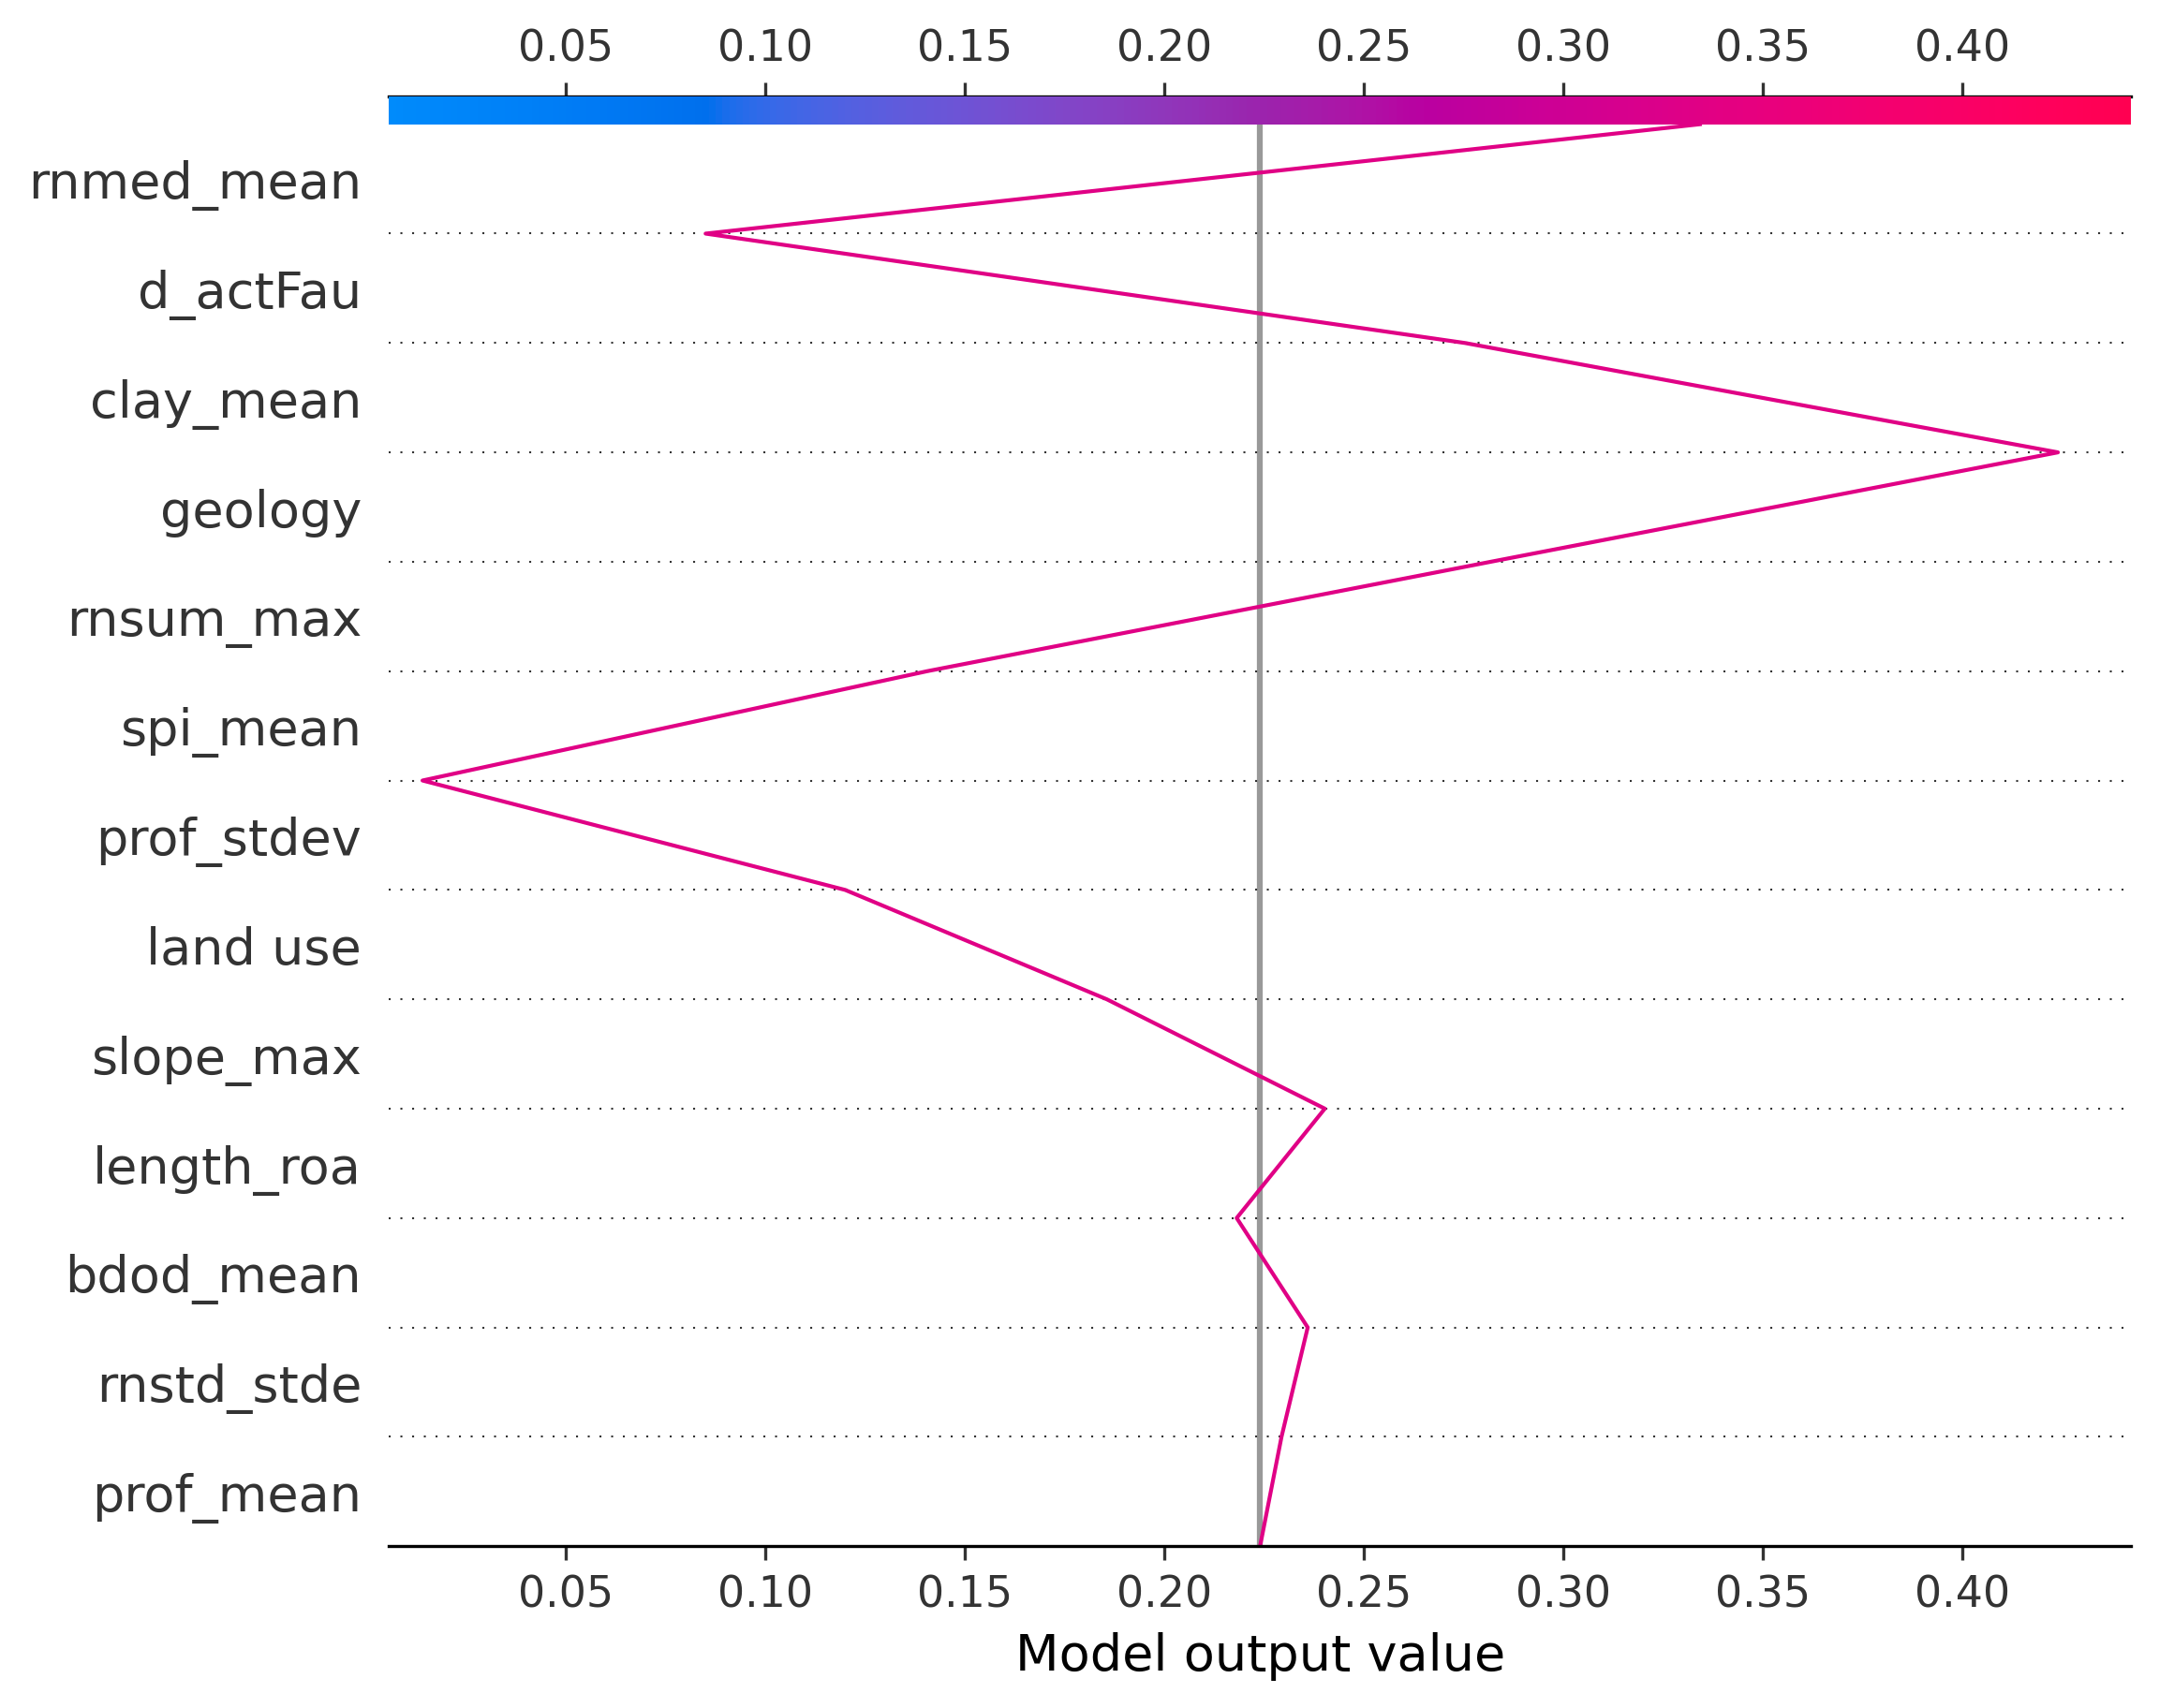 0.05 0.10 0.15 0.20 0.25 0.30 0.35 0.40
rnmed_mean
d_actFau
clay_mean
geology
rnsum_max
spi_mean
prof_stdev
land use
slope_max
length_roa
bdod_mean
rnstd_stde
prof_mean
0.05 0.10 0.15 0.20 0.25 0.30 0.35 0.40
Model output value